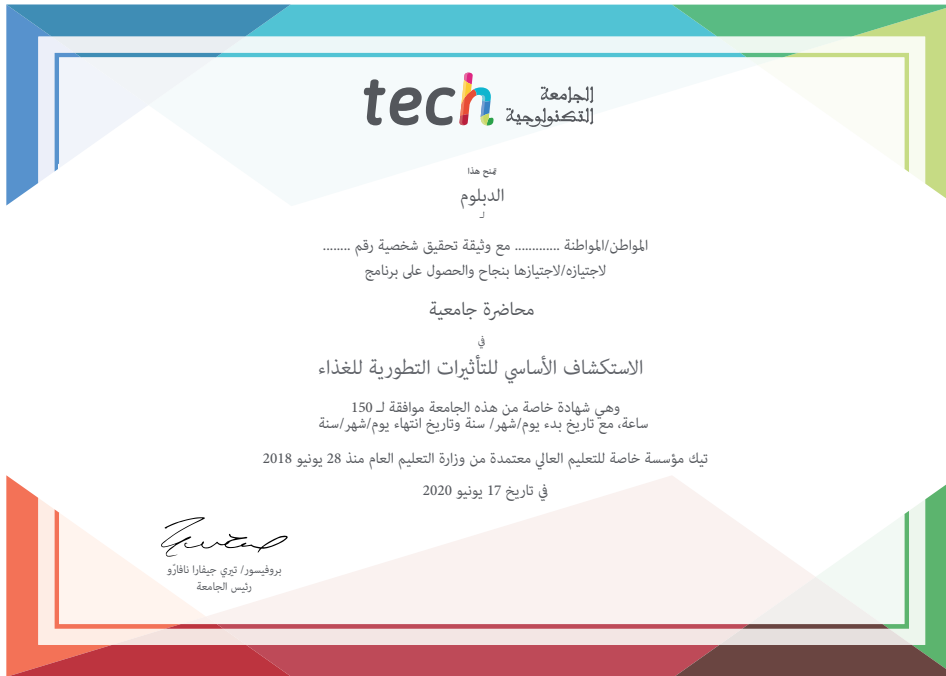 tech الجامعة
التكنولوجية
يمنح هذا
الدبلوم
لـ
المواطن/المواطنة ............ مع وثيقة تحقيق شخصية رقم ........
لاجتيازه/لاجتيازها بنجاح والحصول على برنامج
محاضرة جامعية
في
الاستكشاف الأساسي للتأثيرات التطورية للغذاء
وهي شهادة خاصة من هذه الجامعة موافقة لـ 150
ساعة، مع تاريخ بدء يوم/شهر/ سنة وتاريخ انتهاء يوم/شهر/سنة
تيك مؤسسة خاصة للتعليم العالي معتمدة من وزارة التعليم العام منذ 28 يونيو 2018
في تاريخ 17 يونيو 2020
بروفيسور/ تيري جيفارا نافارّو
رئيس الجامعة